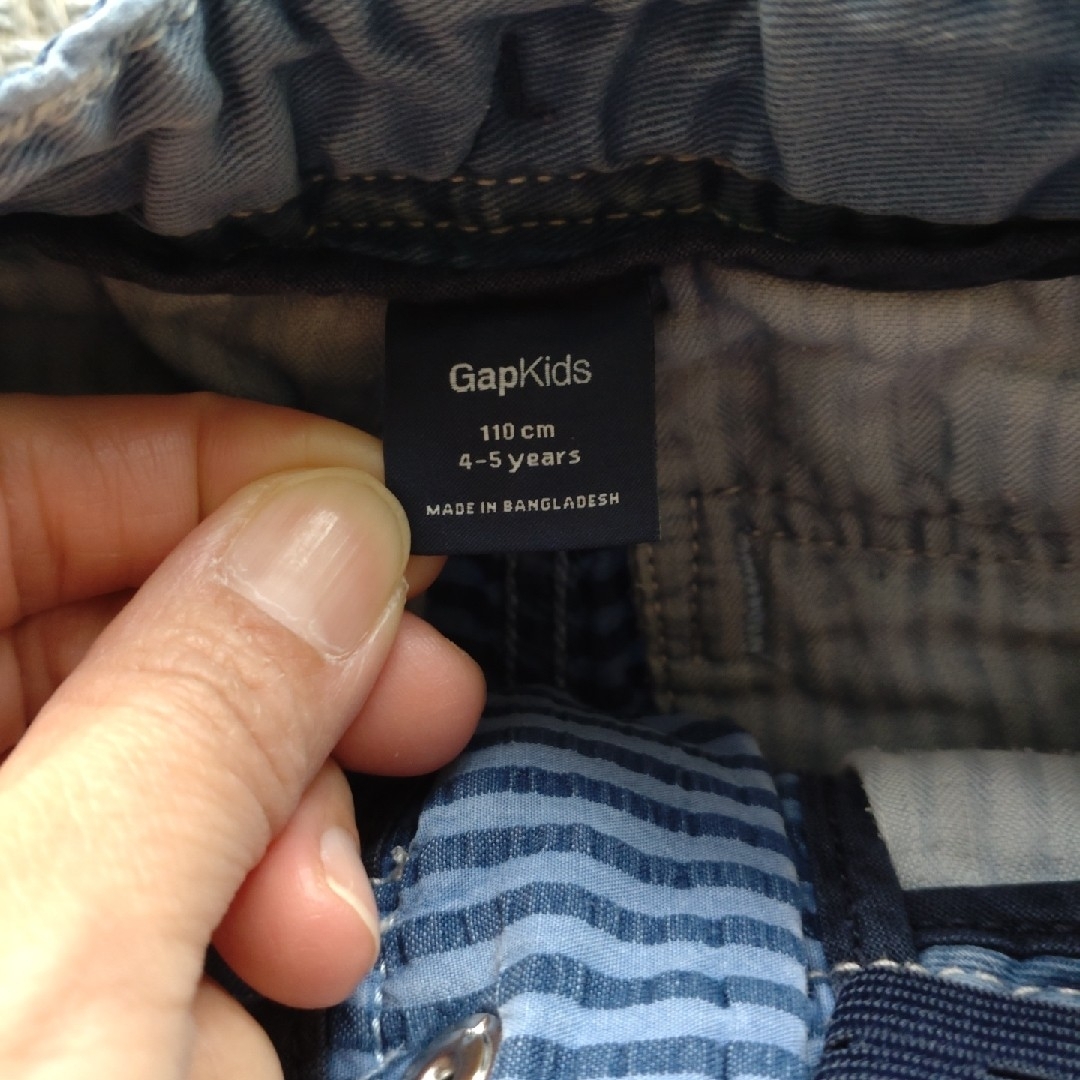 GapKids
110 cm
4-5 years
MADE IN BANGLADESH